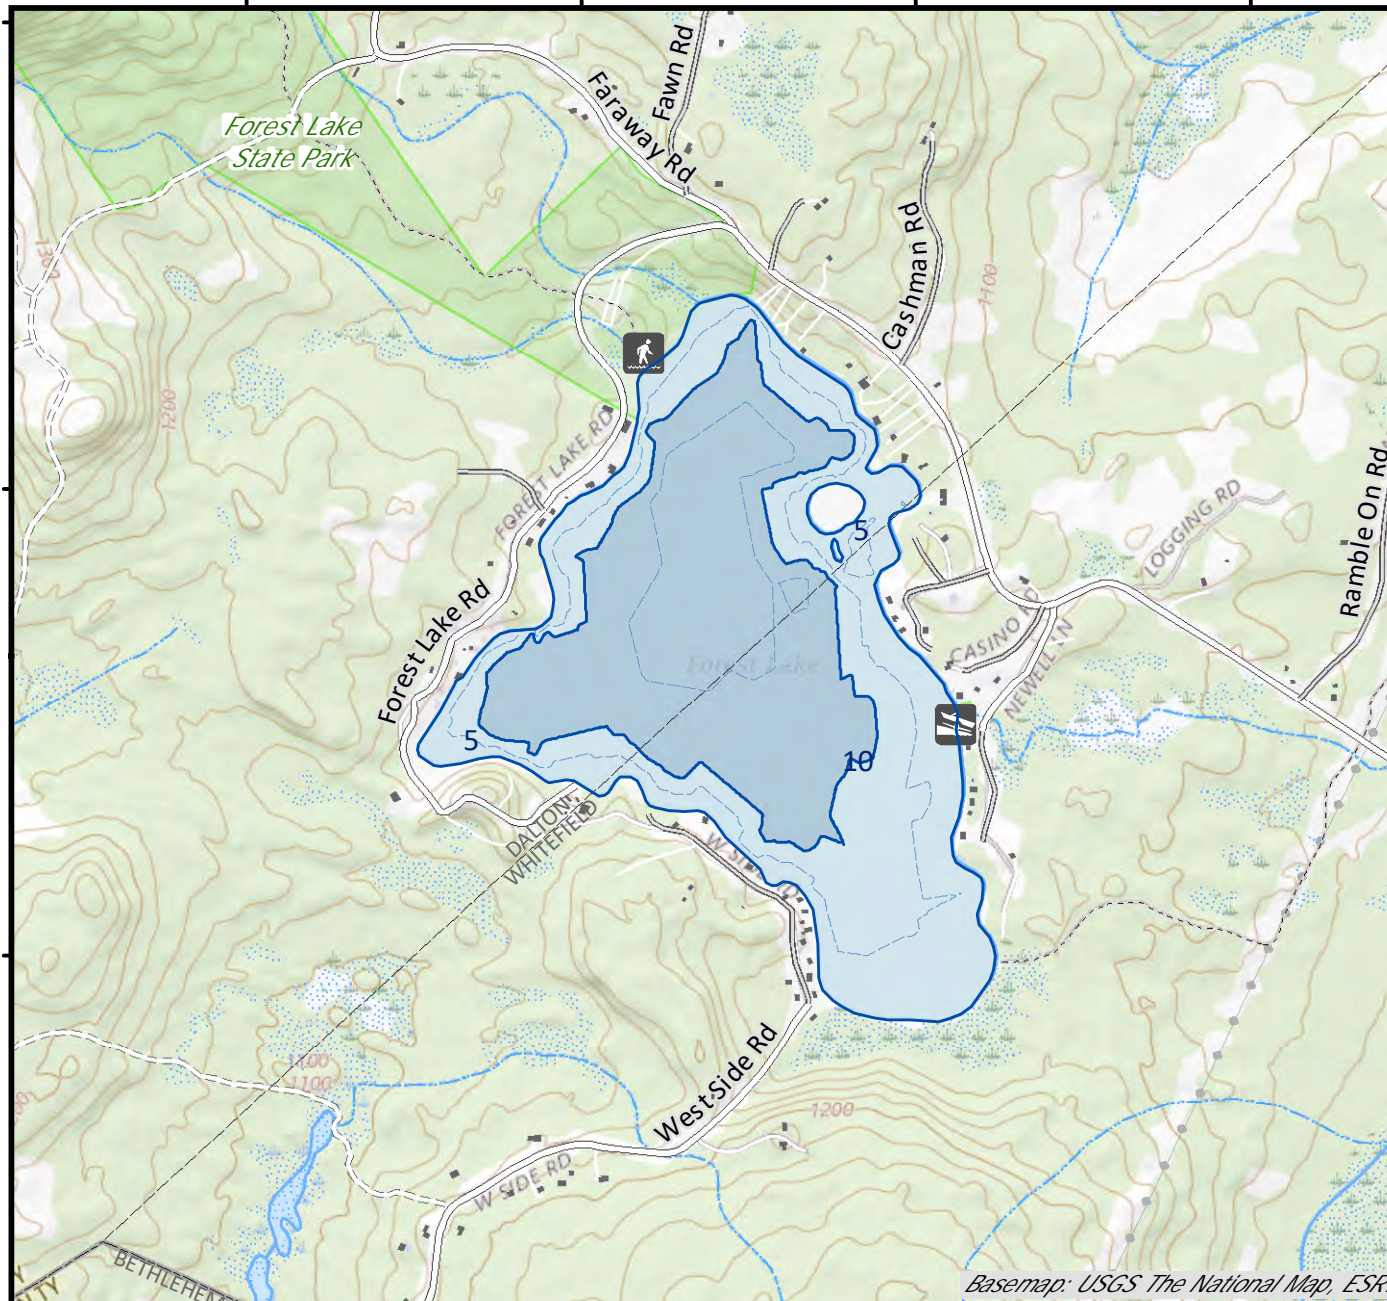 Fawn Rd
Faraway Rd
Forest Lake
State Park
Cashman Rd
1300
1100
1200
FOREST LAKE RD
5
LOGGING RD
Ramble On Rd
Forest Lake Rd
CASINO RD
NEWELL LN
Forest Lake
5
10
DALTON
WHITEFIELD
W SIDE RD
West Side Rd
1100
1100
1200
W SIDE RD
BETHLEHEM
Basemap: USGS The National Map, ESR